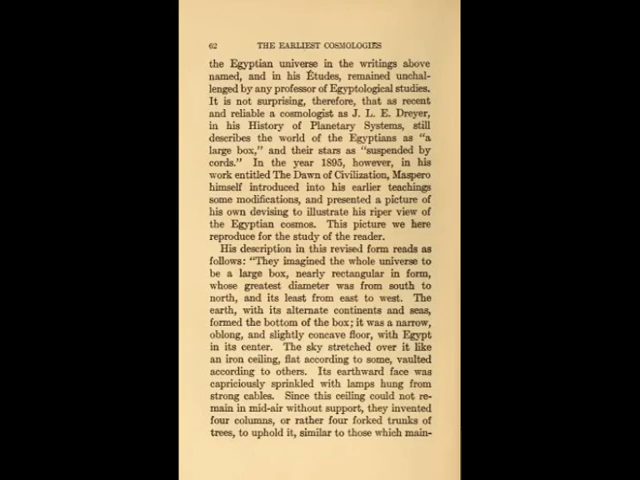 62 THE EARLIEST COSMOLOGIES
the Egyptian universe in the writings above
named, and in his Études, remained unchal-
lenged by any professor of Egyptological studies.
It is not surprising, therefore, that as recent
and reliable a cosmologist as J. L. E. Dreyer,
in his History of Planetary Systems, still
describes the world of the Egyptians as "a
large box," and their stars as "suspended by
cords." In the year 1895, however, in his
work entitled The Dawn of Civilization, Maspero
himself introduced into his earlier teachings
some modifications, and presented a picture of
his own devising to illustrate his riper view of
the Egyptian cosmos. This picture we here
reproduce for the study of the reader.
His description in this revised form reads as
follows: "They imagined the whole universe to
be a large box, nearly rectangular in form,
whose greatest diameter was from south to
north, and its least from east to west. The
earth, with its alternate continents and seas,
formed the bottom of the box; it was a narrow,
oblong, and slightly concave floor, with Egypt
in its center. The sky stretched over it like
an iron ceiling, flat according to some, vaulted
according to others. Its earthward face was
capriciously sprinkled with lamps hung from
strong cables. Since this ceiling could not re-
main in mid-air without support, they invented
four columns, or rather four forked trunks of
trees, to uphold it, similar to those which main-